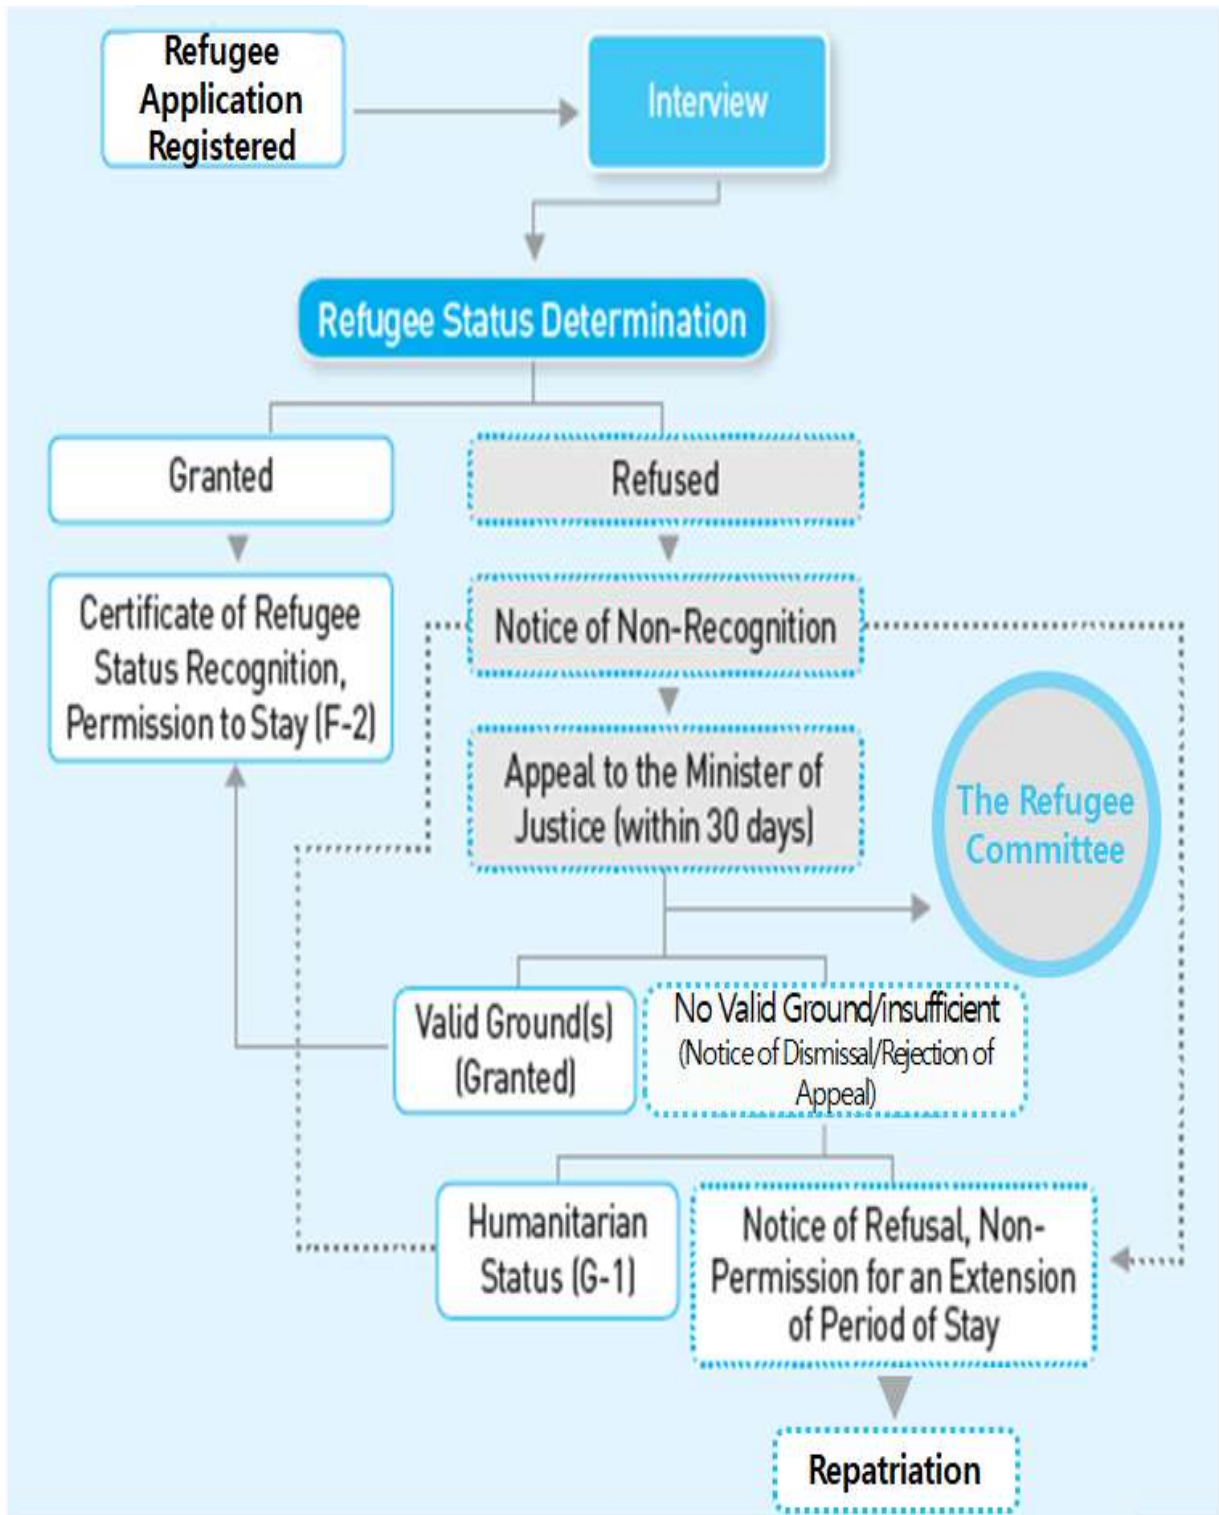 Refugee
Application
Registered
Interview
Refugee Status Determination
Granted
Refused
Certificate of Refugee
Status Recognition,
Permission to Stay (F-2)
Notice of Non-Recognition
Appeal to the Minister of
Justice (within 30 days)
The Refugee
Committee
Valid Ground(s)
(Granted)
No Valid Ground/insufficient
(Notice of Dismissal/Rejection of
Appeal)
Humanitarian
Status (G-1)
Notice of Refusal, Non-
Permission for an Extension
of Period of Stay
Repatriation